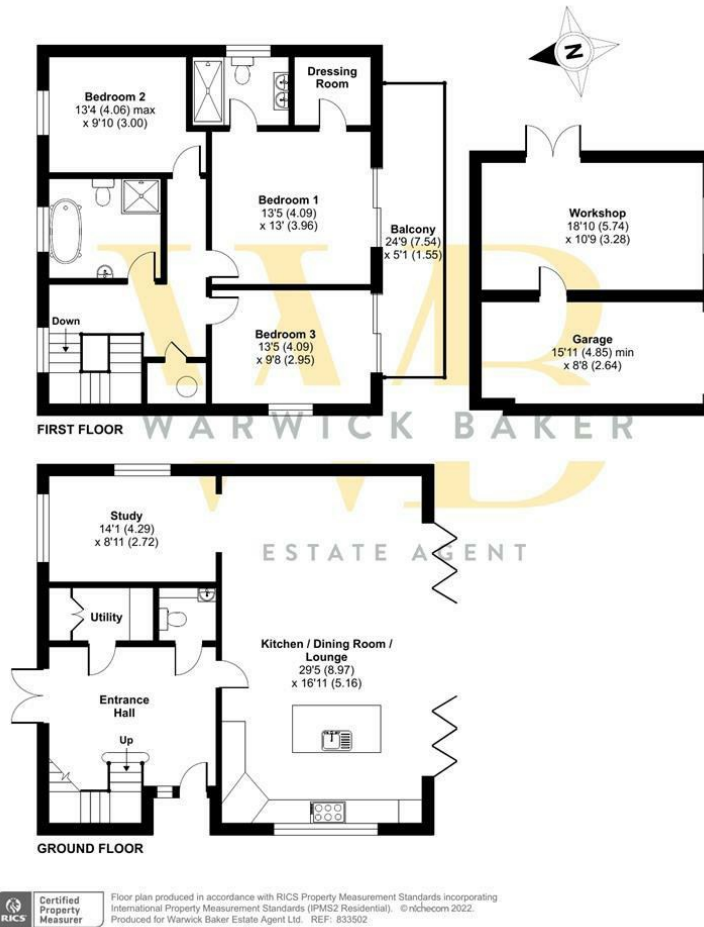 N
Dressing
Room
Bedroom 2
13'4 (4.06) max
x 9'10 (3.00)
Bedroom 1
13'5 (4.09)
x 13' (3.96)
Balcony
24'9 (7.54)
x 5'1 (1.55)
Workshop
18'10 (5.74)
x 10'9 (3.28)
Down
Bedroom 3
13'5 (4.09)
x 9'8 (2.95)
Garage
15'11 (4.85) min
x 8'8 (2.64)
FIRST FLOOR
WB
WARWICK BAKER
ESTATE AGENT
Study
14'1 (4.29)
x 8'11 (2.72)
Utility
Kitchen / Dining Room /
Lounge
29'5 (8.97)
x 16'11 (5.16)
Entrance
Hall
Up
GROUND FLOOR
RICS
Certified
Property
Measurer
Floor plan produced in accordance with RICS Property Measurement Standards incorporating
International Property Measurement Standards (IPMS2 Residential). © nichecom 2022.
Produced for Warwick Baker Estate Agent Ltd. REF: 833502